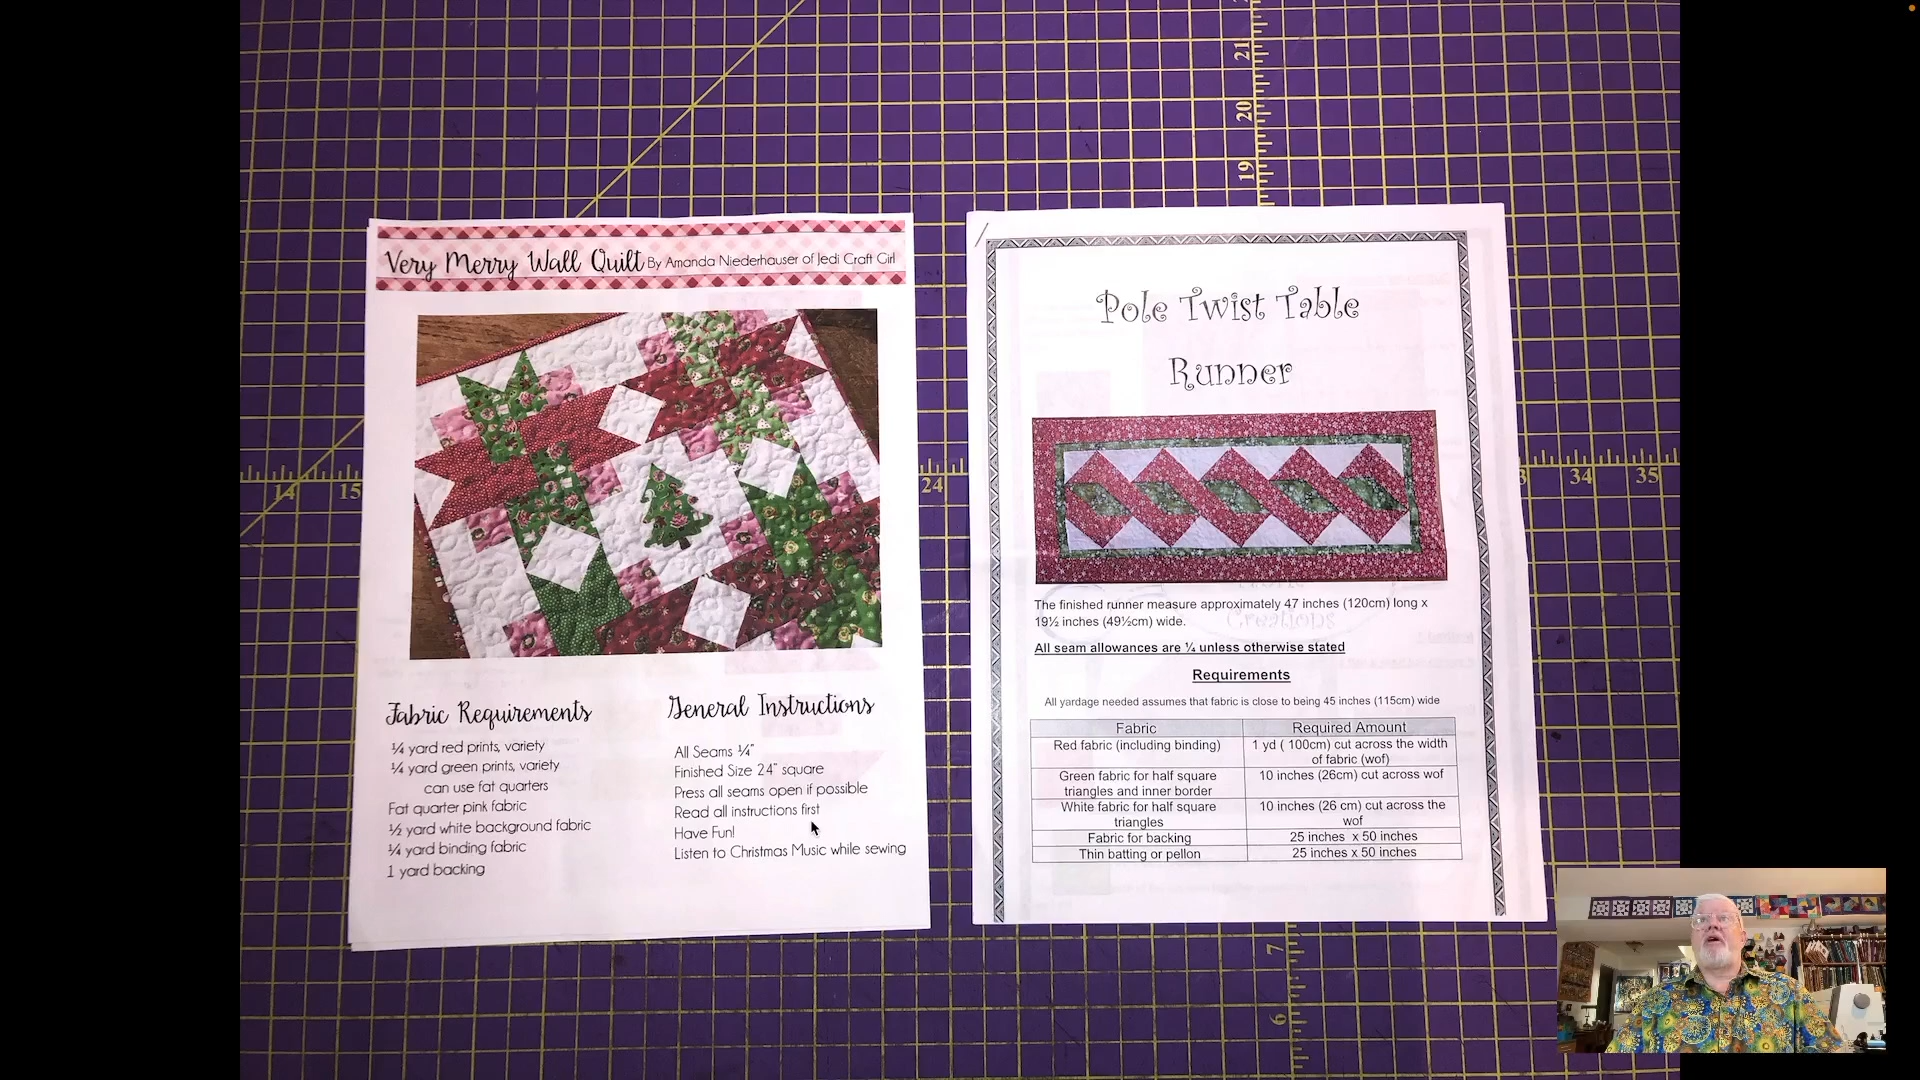 Very Merry Wall Quilt By Amanda Niederhauser of Jedi Craft Girl
Fabric Requirements
¼ yard red prints, variety
¼ yard green prints, variety
can use fat quarters
Fat quarter pink fabric
½ yard white background fabric
¼ yard binding fabric
1 yard backing
General Instructions
All Seams ¼"
Finished Size 24" square
Press all seams open if possible
Read all instructions first
Have Fun!
Listen to Christmas Music while sewing
Pole Twist Table
Runner
The finished runner measure approximately 47 inches (120cm) long x
19½ inches (49½cm) wide.
All seam allowances are ¼ unless otherwise stated
Requirements
All yardage needed assumes that fabric is close to being 45 inches (115cm) wide
Fabric Required Amount
Red fabric (including binding) 1 yd ( 100cm) cut across the width
of fabric (wof)
Green fabric for half square 10 inches (26cm) cut across wof
triangles and inner border
White fabric for half square 10 inches (26 cm) cut across the
triangles wof
Fabric for backing 25 inches x 50 inches
Thin batting or pellon 25 inches x 50 inches
21
20
19
14
15
24
34
35
7
6